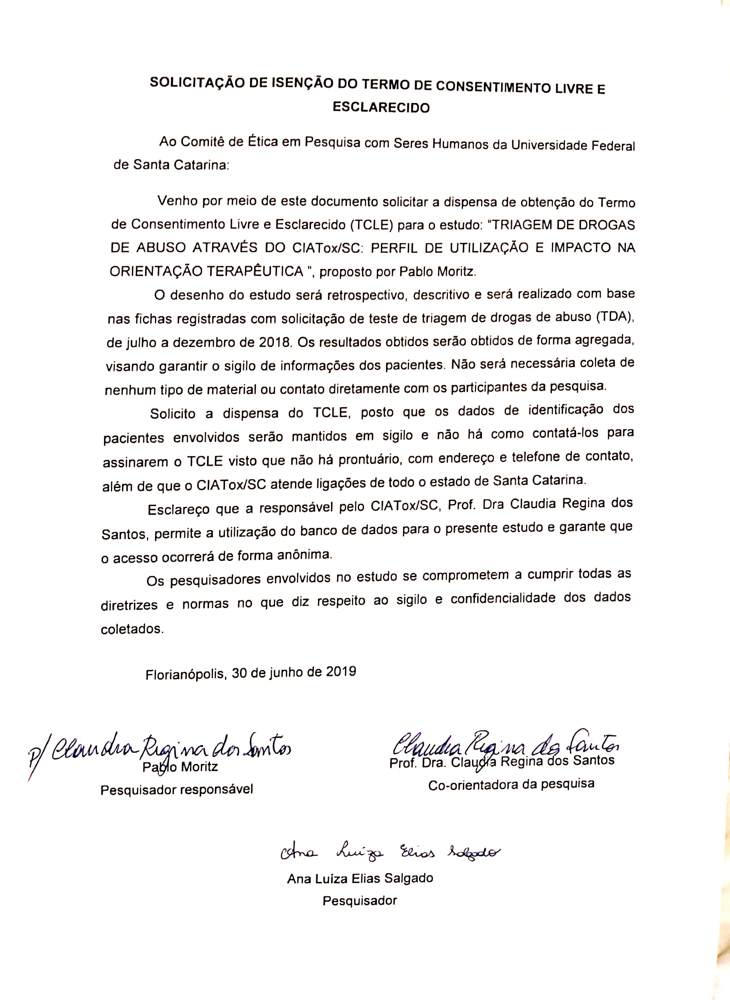 SOLICITAÇÃO DE ISENÇÃO DO TERMO DE CONSENTIMENTO LIVRE E
ESCLARECIDO
Ao Comitê de Ética em Pesquisa com Seres Humanos da Universidade Federal
de Santa Catarina:
Venho por meio de este documento solicitar a dispensa de obtenção do Termo
de Consentimento Livre e Esclarecido (TCLE) para o estudo: “TRIAGEM DE DROGAS
DE ABUSO ATRAVÉS DO CIATox/SC: PERFIL DE UTILIZAÇÃO E IMPACTO NA
ORIENTAÇÃO TERAPÊUTICA ”, proposto por Pablo Moritz.
O desenho do estudo será retrospectivo, descritivo e será realizado com base
nas fichas registradas com solicitação de teste de triagem de drogas de abuso (TDA),
de julho a dezembro de 2018. Os resultados obtidos serão obtidos de forma agregada,
visando garantir o sigilo de informações dos pacientes. Não será necessária coleta de
nenhum tipo de material ou contato diretamente com os participantes da pesquisa.
Solicito a dispensa do TCLE, posto que os dados de identificação dos
pacientes envolvidos serão mantidos em sigilo e não há como contatá-los para
assinarem o TCLE visto que não há prontuário, com endereço e telefone de contato,
além de que o CIATox/SC atende ligações de todo o estado de Santa Catarina.
Esclareço que a responsável pelo CIATox/SC, Prof. Dra Claudia Regina dos
Santos, permite a utilização do banco de dados para o presente estudo e garante que
o acesso ocorrerá de forma anônima.
Os pesquisadores envolvidos no estudo se comprometem a cumprir todas as
diretrizes e normas no que diz respeito ao sigilo e confidencialidade dos dados
coletados.
Florianópolis, 30 de junho de 2019
p/ Claudia Regina dos Santos
Pablo Moritz
Pesquisador responsável
Claudia Regina dos Santos
Prof. Dra. Claudia Regina dos Santos
Co-orientadora da pesquisa
Ana Luiza Elias Salgado
Ana Luíza Elias Salgado
Pesquisador